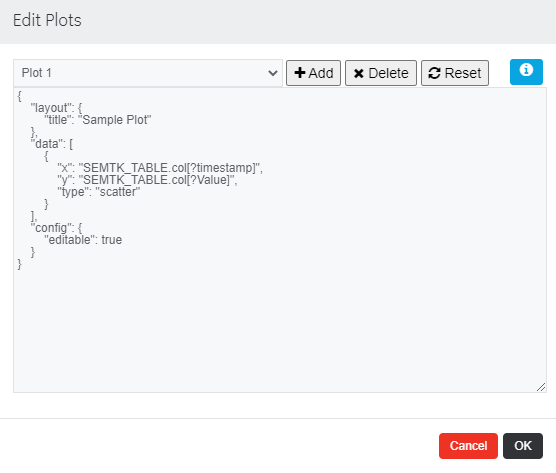 Edit Plots
Plot 1
Add
Delete
Reset
{
    "layout": {
        "title": "Sample Plot"
    },
    "data": [
        {
            "x": "SEMTK_TABLE.col[?timestamp]",
            "y": "SEMTK_TABLE.col[?Value]",
            "type": "scatter"
        }
    ],
    "config": {
        "editable": true
    }
}
Cancel
OK